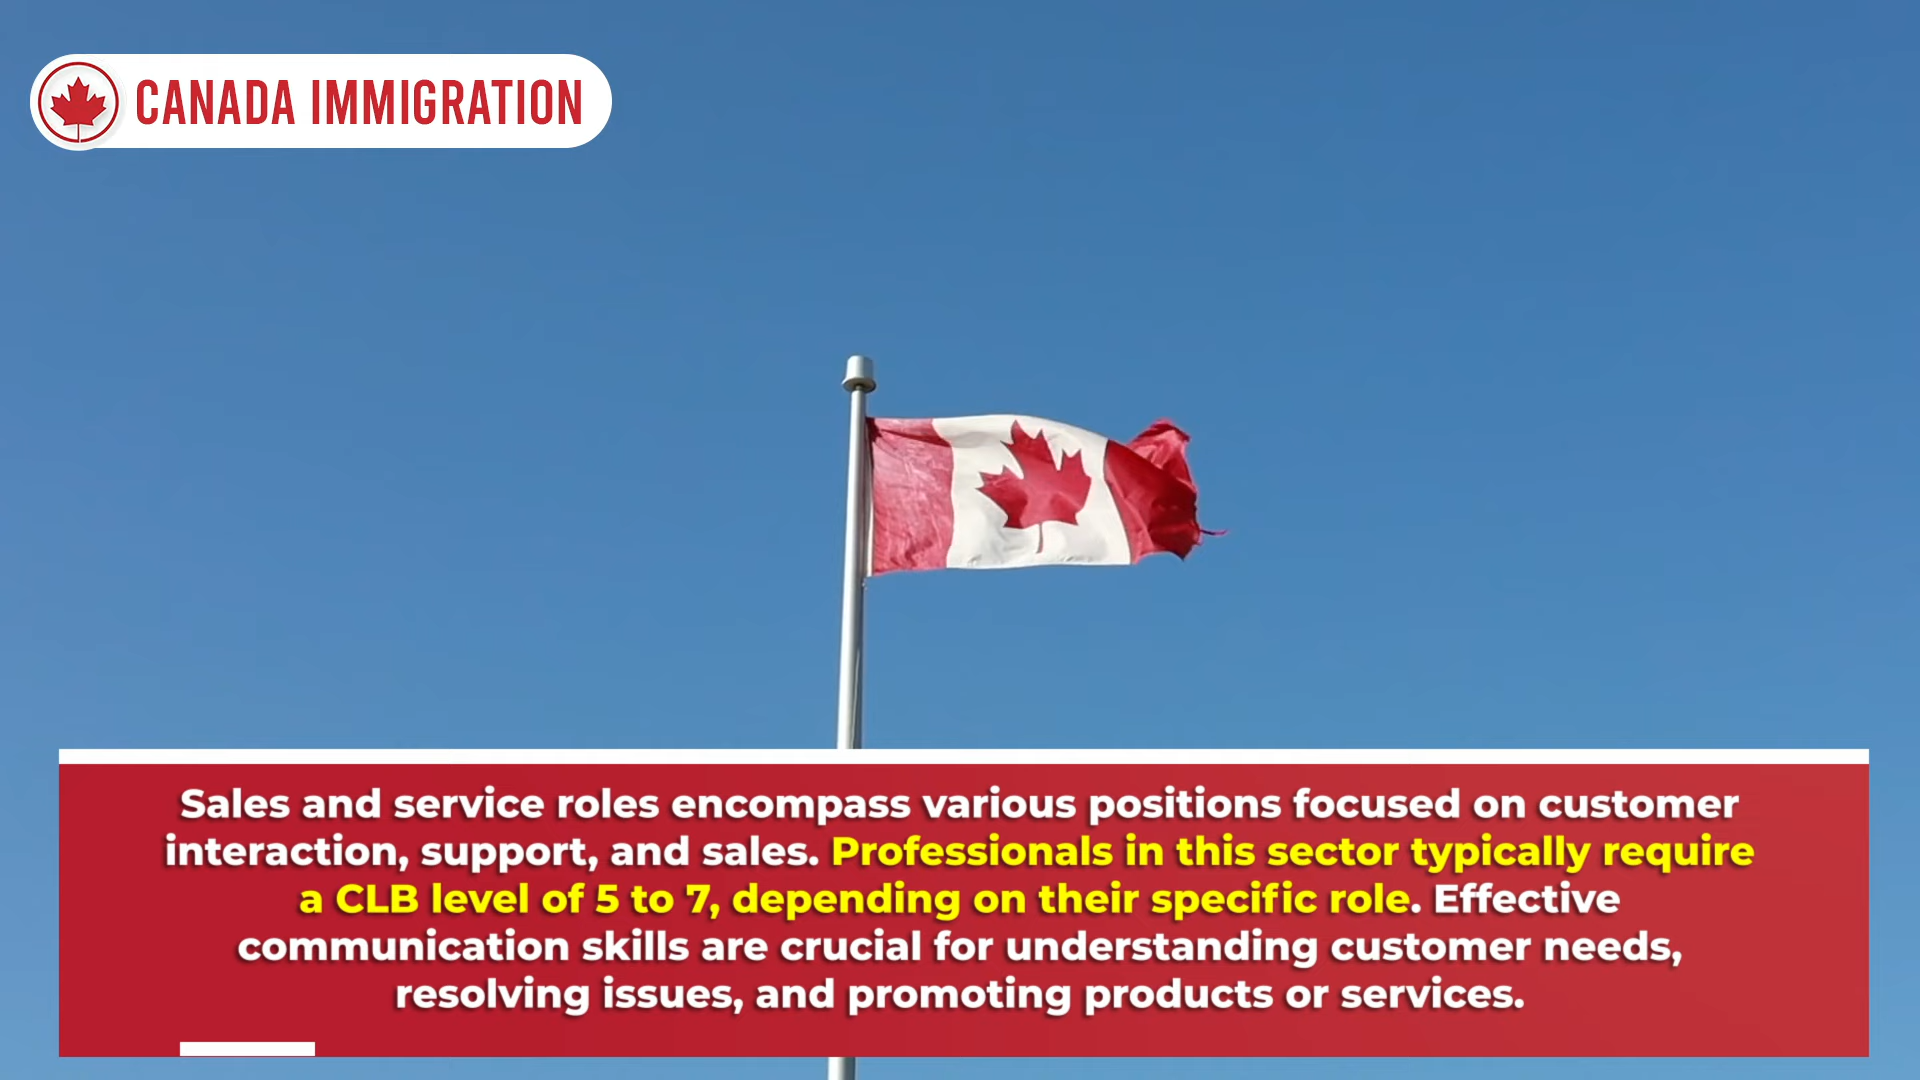 CANADA IMMIGRATION
Sales and service roles encompass various positions focused on customer
interaction, support, and sales. Professionals in this sector typically require
a CLB level of 5 to 7, depending on their specific role. Effective
communication skills are crucial for understanding customer needs,
resolving issues, and promoting products or services.